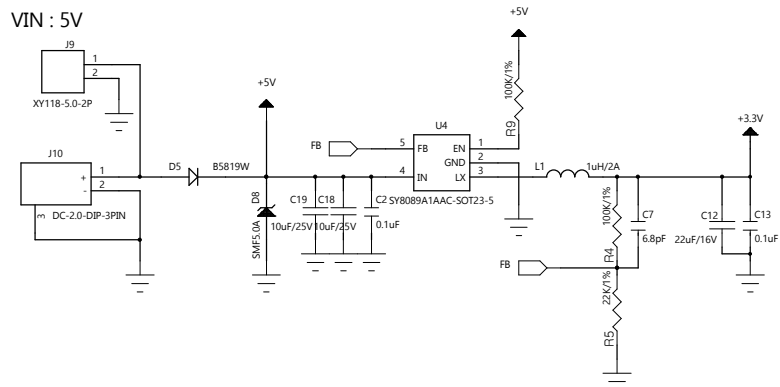 VIN : 5V
J9
1
2
XY118-5.0-2P
J10
+
-
1
2
3
DC-2.0-DIP-3PIN
D5
B5819W
+5V
D8
SMF5.0A
C19
10uF/25V
C18
10uF/25V
C2
0.1uF
FB
U4
5
FB
EN
1
GND
2
4
IN
LX
3
SY8089A1AAC-SOT23-5
+5V
100K/1%
R9
L1
1uH/2A
+3.3V
100K/1%
R4
C7
6.8pF
C12
22uF/16V
C13
0.1uF
FB
22K/1%
R5